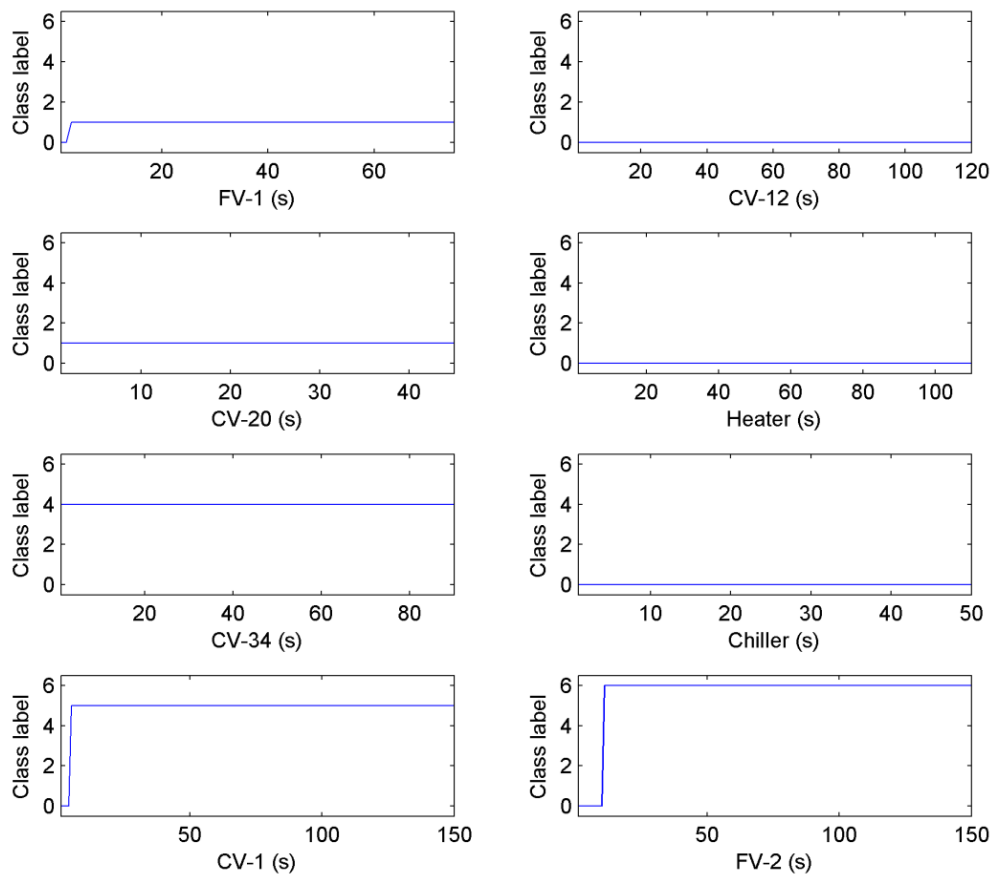 Class label
6
4
2
0
20 40 60
FV-1 (s)
Class label
6
4
2
0
20 40 60 80 100 120
CV-12 (s)
Class label
6
4
2
0
10 20 30 40
CV-20 (s)
Class label
6
4
2
0
20 40 60 80 100
Heater (s)
Class label
6
4
2
0
20 40 60 80
CV-34 (s)
Class label
6
4
2
0
10 20 30 40 50
Chiller (s)
Class label
6
4
2
0
50 100 150
CV-1 (s)
Class label
6
4
2
0
50 100 150
FV-2 (s)